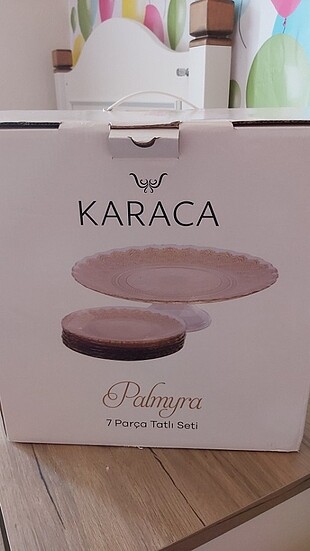 KARACA
Palmyra
7 Parça Tatlı Seti